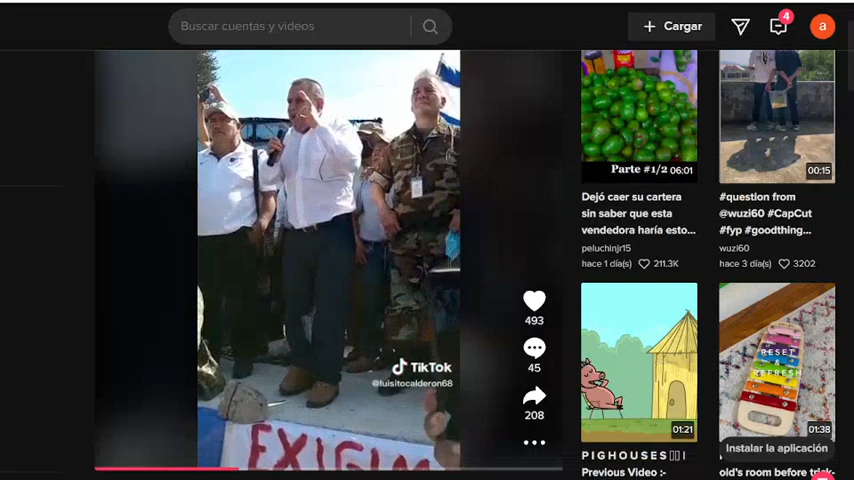 Buscar cuentas y videos
+ Cargar
4
a
TikTok
@luisitocalderon68
EXIGIM
493
45
208
Parte #1/2
06:01
Dejó caer su cartera
sin saber que esta
vendedora haría esto...
peluchinjr15
hace 1 día(s) 211.3K
00:15
#question from
@wuzi60 #CapCut
#fyp #goodthing...
wuzi60
hace 3 día(s) 3202
01:21
PIGHOUSES
Previous Video :-
RESET
&
REFRESH
01:38
Instalar la aplicación
old's room before trick-